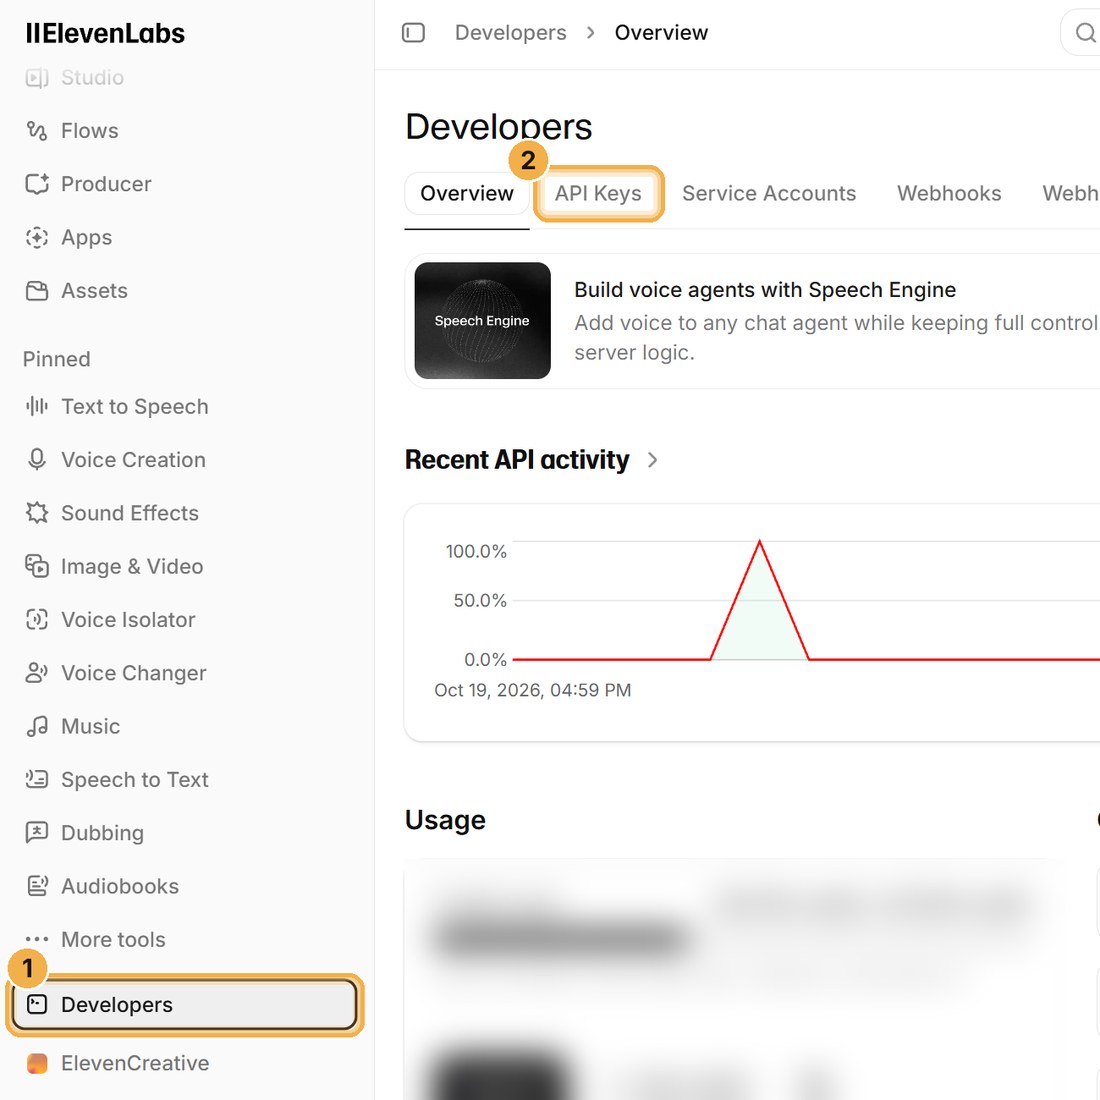 IIElevenLabs
Studio
Flows
Producer
Apps
Assets
Pinned
Text to Speech
Voice Creation
Sound Effects
Image & Video
Voice Isolator
Voice Changer
Music
Speech to Text
Dubbing
Audiobooks
More tools
1
Developers
ElevenCreative
Developers > Overview
Developers
2
Overview API Keys Service Accounts Webhooks Webh
Speech Engine
Build voice agents with Speech Engine
Add voice to any chat agent while keeping full control
server logic.
Recent API activity >
100.0%
50.0%
0.0%
Oct 19, 2026, 04:59 PM
Usage